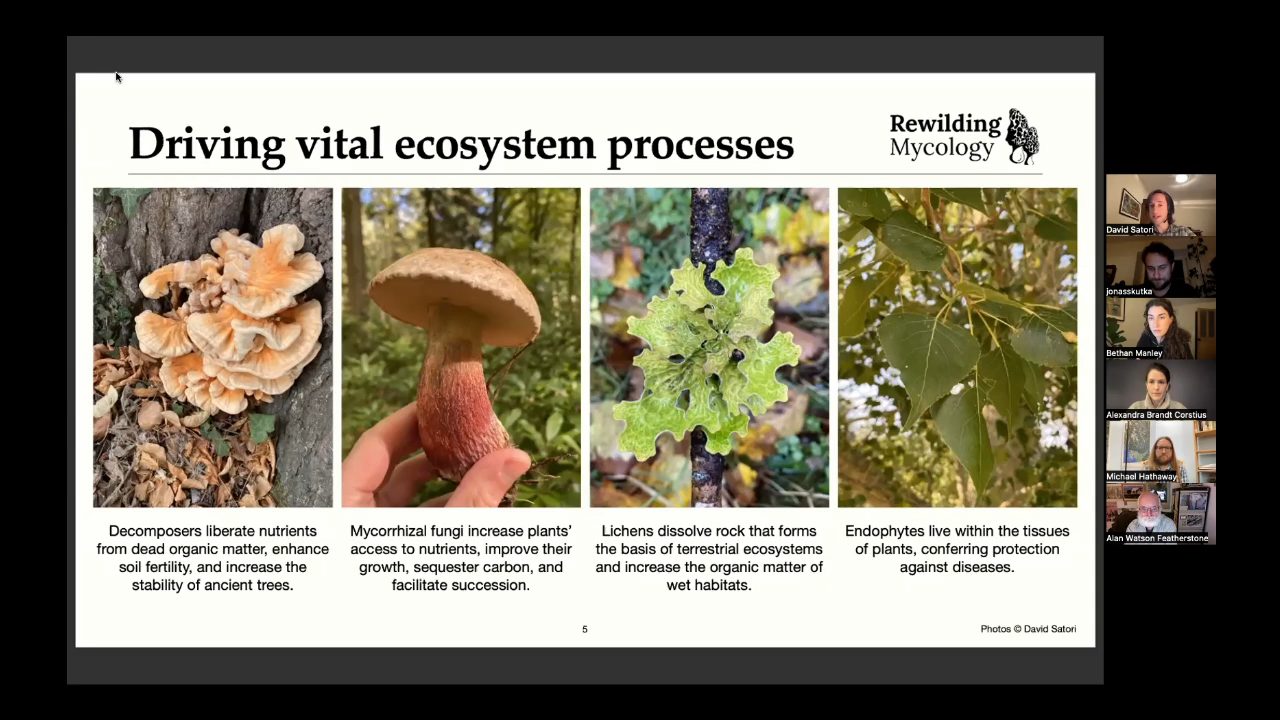 Driving vital ecosystem processes
Rewilding
Mycology
Decomposers liberate nutrients
from dead organic matter, enhance
soil fertility, and increase the
stability of ancient trees.
Mycorrhizal fungi increase plants’
access to nutrients, improve their
growth, sequester carbon, and
facilitate succession.
Lichens dissolve rock that forms
the basis of terrestrial ecosystems
and increase the organic matter of
wet habitats.
Endophytes live within the tissues
of plants, conferring protection
against diseases.
5
Photos © David Satori
David Satori
jonasskutka
Bethan Manley
Alexandra Brandt Corstius
Michael Hathaway
Alan Watson Featherstone